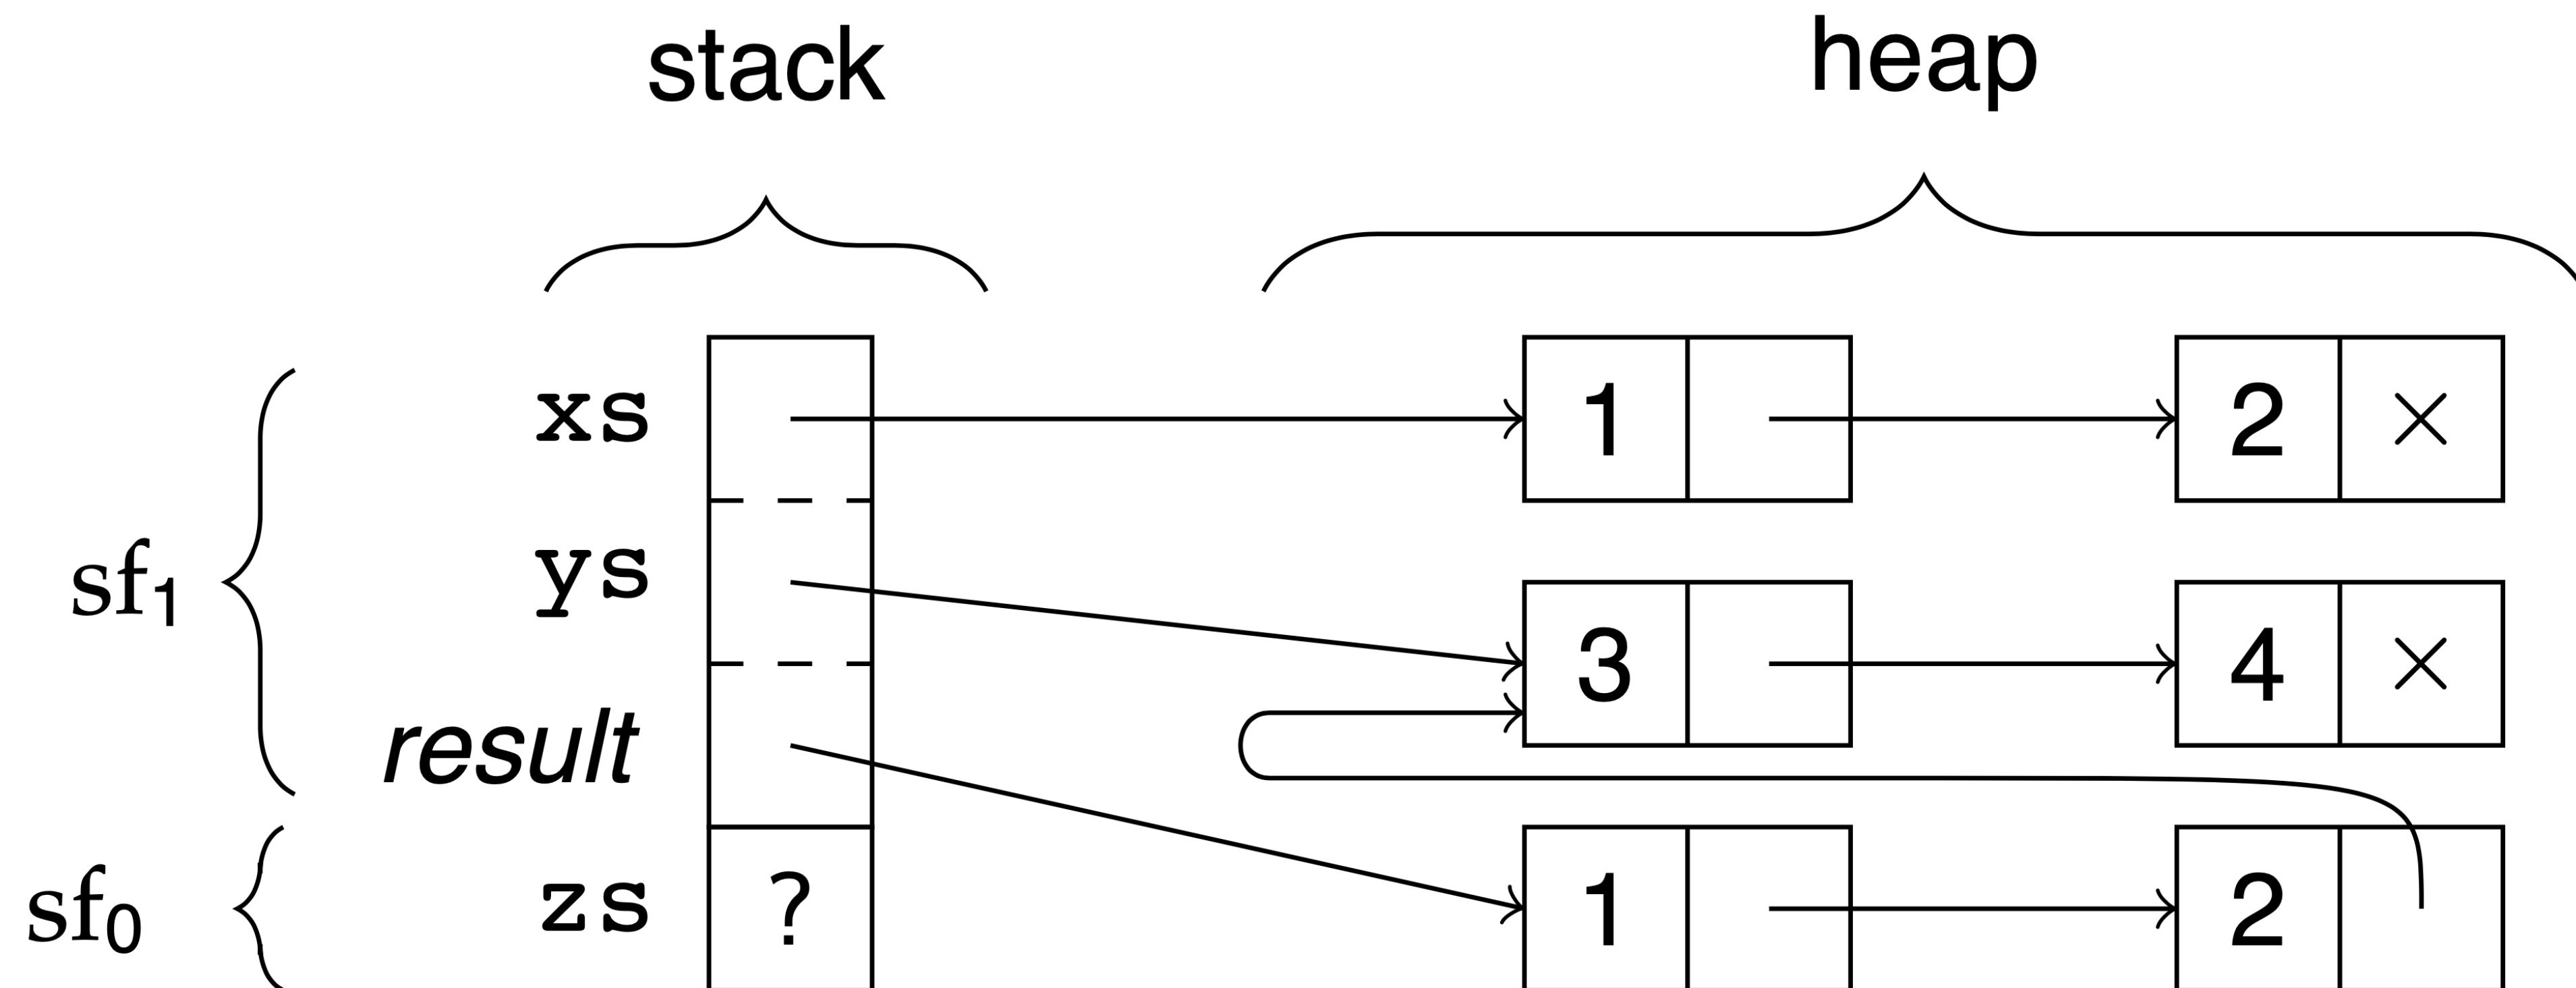 stack heap
xs 1 2 ×
ys 3 4 ×
sf1
result
zs ? 1 2
sf0